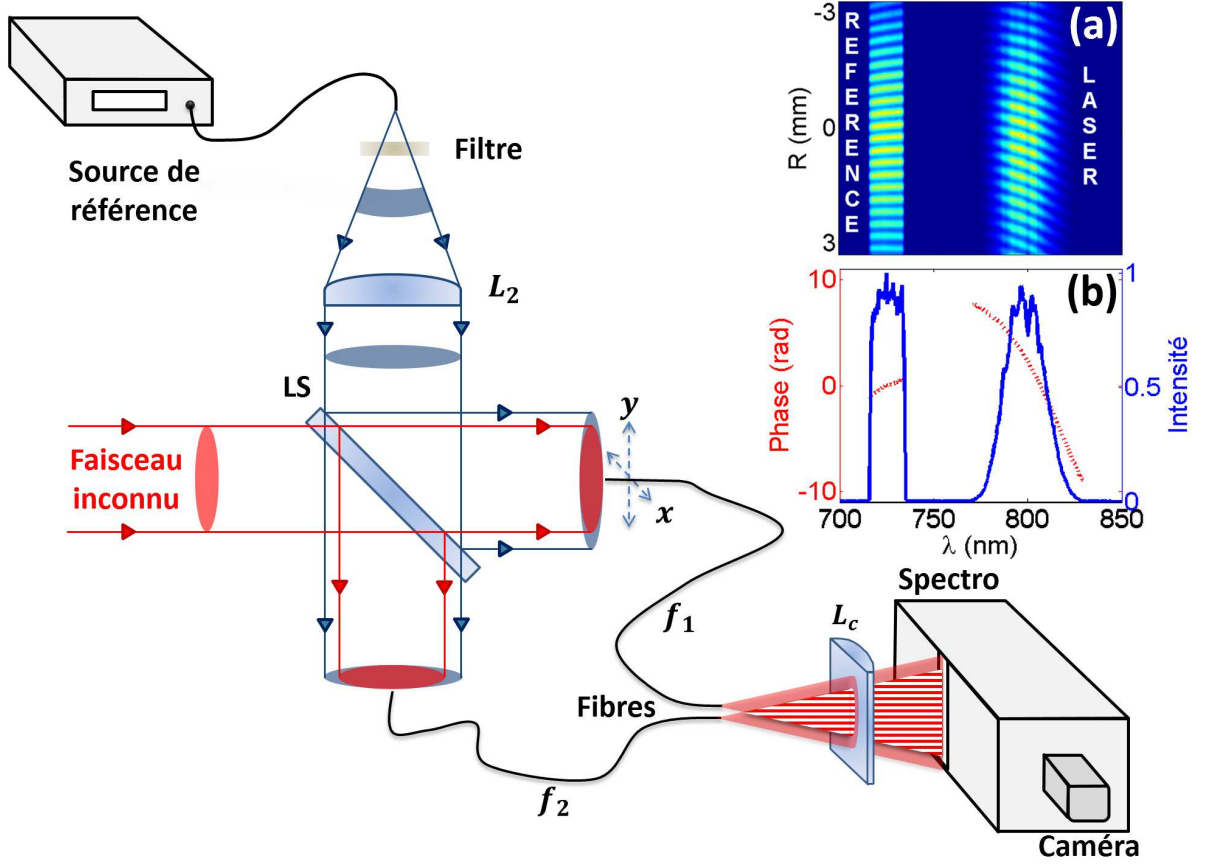 Source de
référence
Filtre
L₂
LS
Faisceau
inconnu
y
x
f₁
f₂
Fibres
L_c
Spectro
Caméra
(a)
REFERENCE
LASER
R (mm)
-3
0
3
(b)
Phase (rad)
10
0
-10
Intensité
1
0.5
0
700 750 800 850
λ (nm)